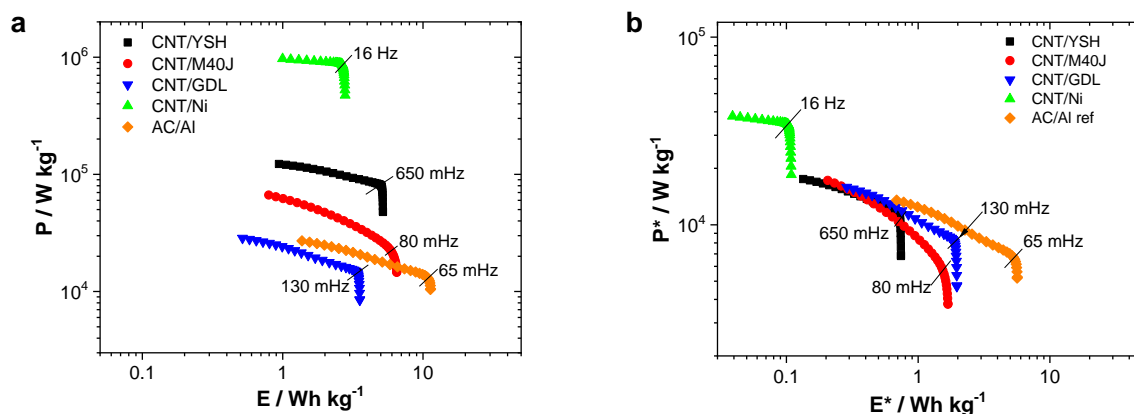 a
CNT/YSH
CNT/M40J
CNT/GDL
CNT/Ni
AC/Al
16 Hz
650 mHz
80 mHz
130 mHz
65 mHz
10⁶
10⁵
10⁴
P / W kg⁻¹
0.1
1
10
E / Wh kg⁻¹
b
CNT/YSH
CNT/M40J
CNT/GDL
CNT/Ni
AC/Al ref
16 Hz
130 mHz
650 mHz
65 mHz
80 mHz
10⁵
10⁴
P* / W kg⁻¹
0.1
1
10
E* / Wh kg⁻¹